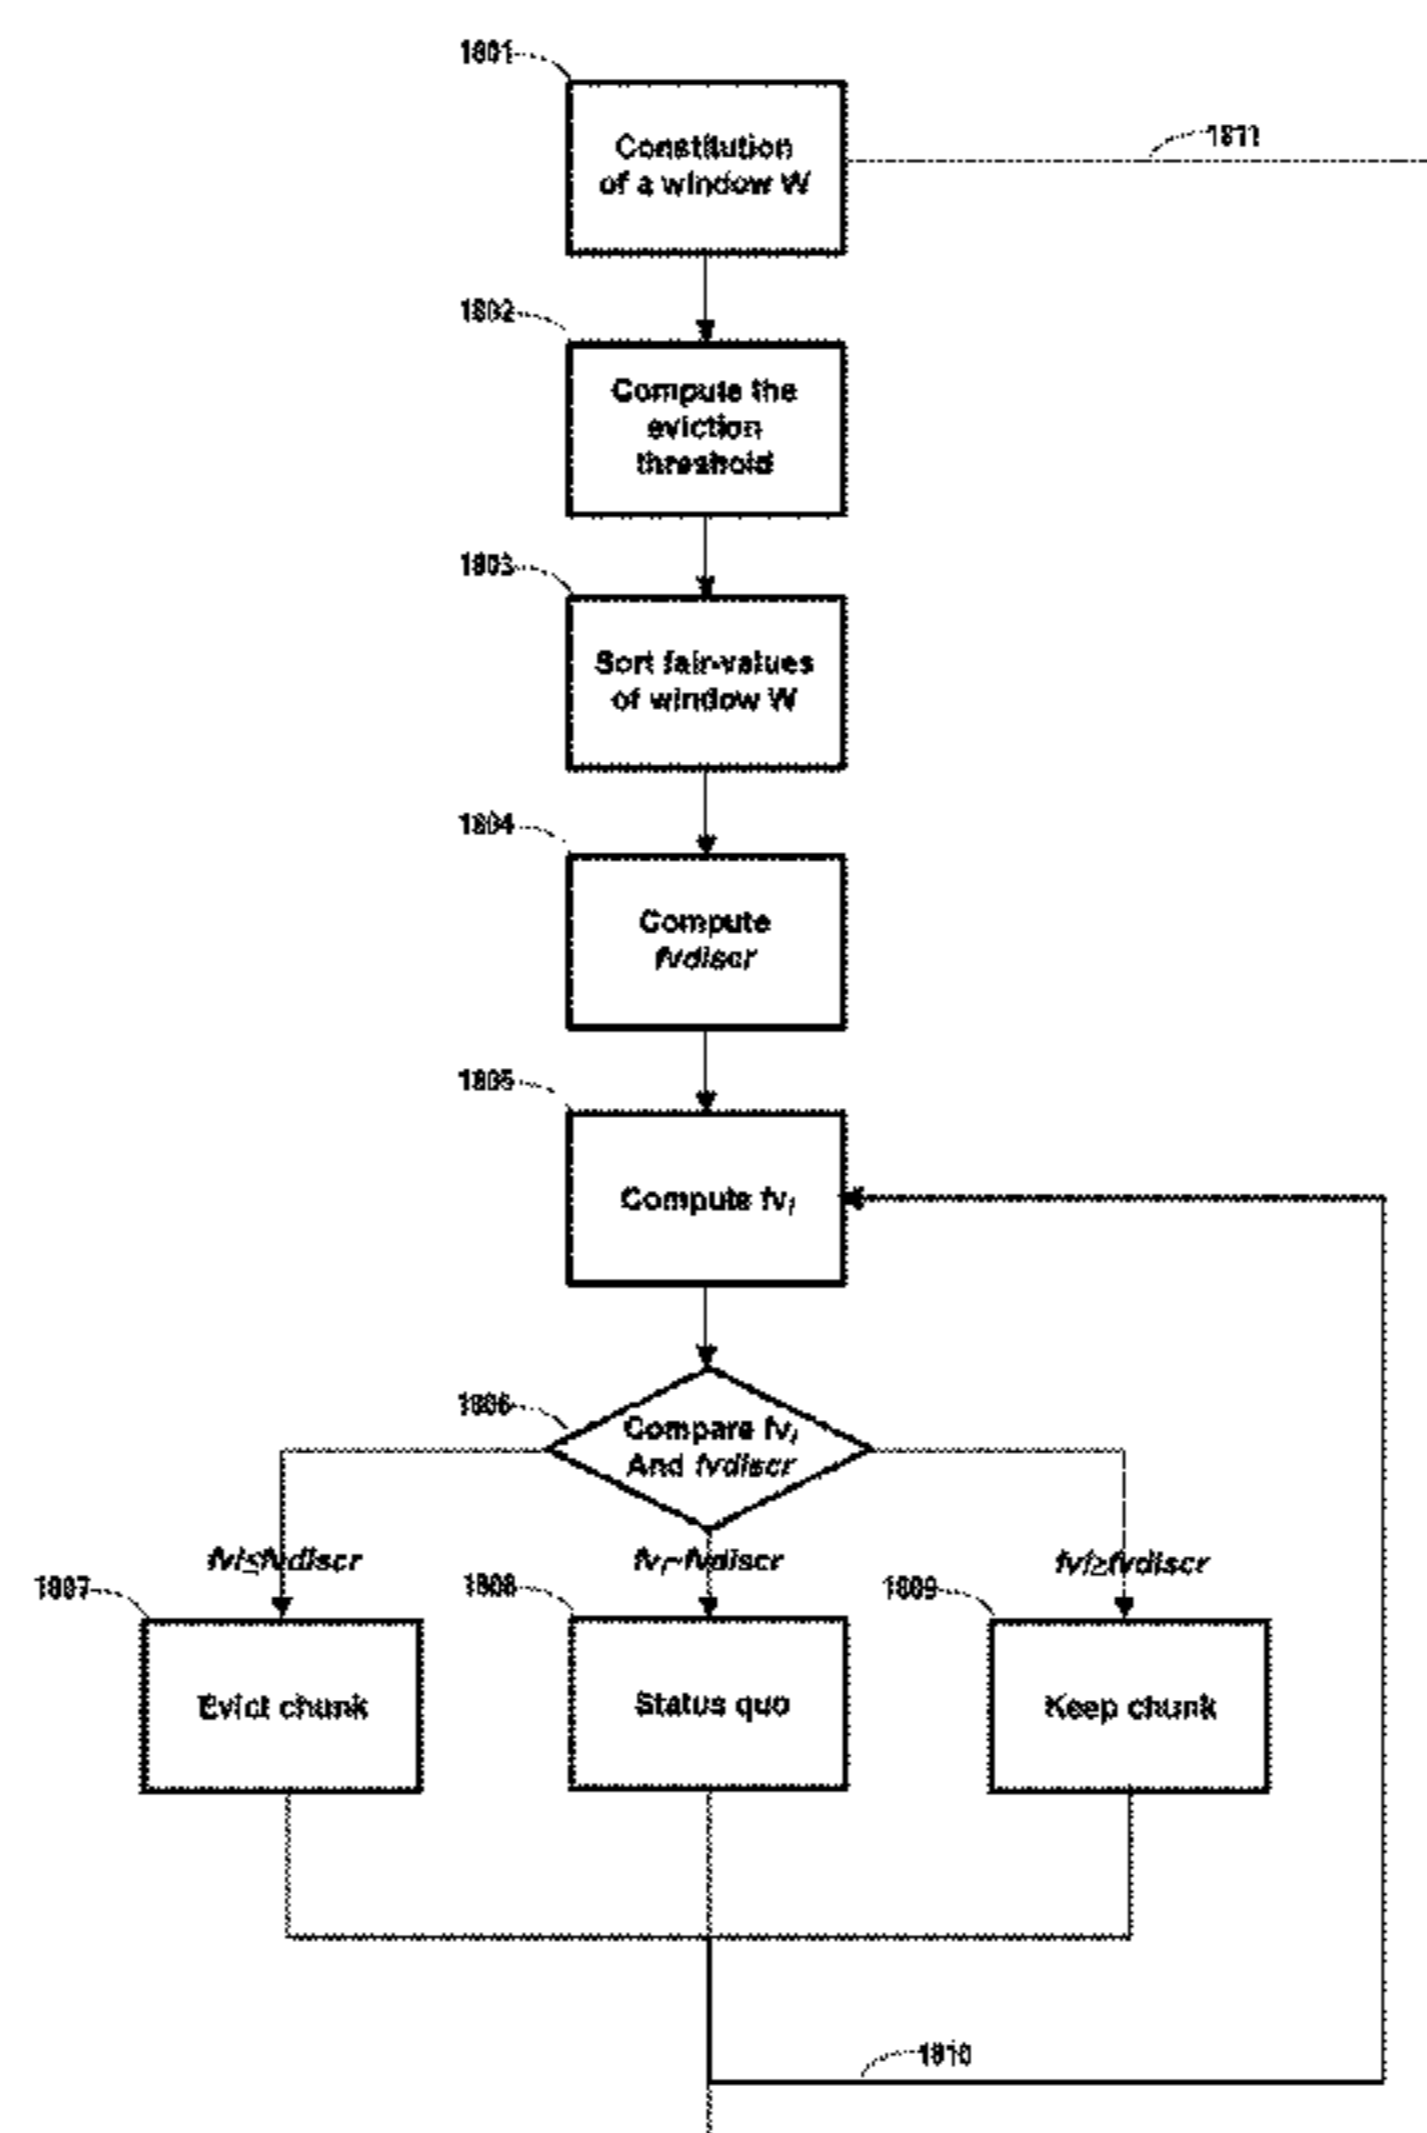 1801
Constitution
of a window W
1811
1802
Compute the
eviction
threshold
1803
Sort fair-values
of window W
1804
Compute
fvdiscr
1805
Compute fvi
1806
Compare fvi
And fvdiscr
fvi≤fvdiscr
fvi~fvdiscr
fvi≥fvdiscr
1807
1808
1809
Evict chunk
Status quo
Keep chunk
1810